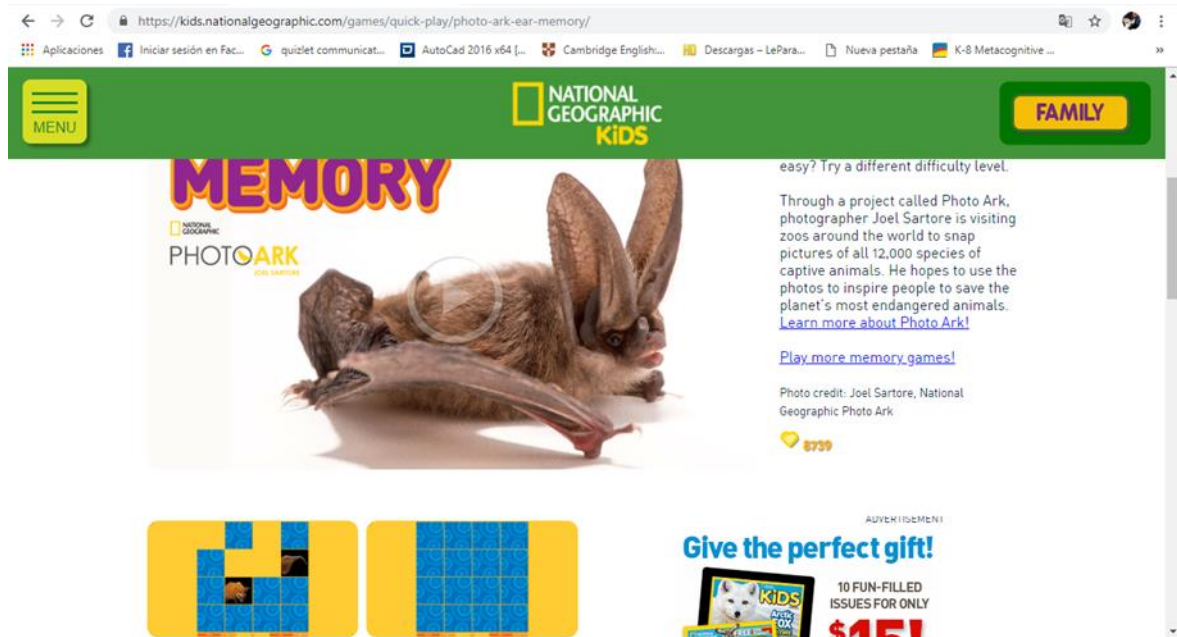 https://kids.nationalgeographic.com/games/quick-play/photo-ark-ear-memory/
Aplicaciones
Iniciar sesión en Fac...
quizlet communicat...
AutoCad 2016 x64 [...
Cambridge English:...
Descargas – LePara...
Nueva pestaña
K-8 Metacognitive ...
»
MENU
NATIONAL
GEOGRAPHIC
KiDS
FAMILY
MEMORY
NATIONAL
GEOGRAPHIC
PHOTOARK
JOEL SARTORE
easy? Try a different difficulty level.
Through a project called Photo Ark,
photographer Joel Sartore is visiting
zoos around the world to snap
pictures of all 12,000 species of
captive animals. He hopes to use the
photos to inspire people to save the
planet's most endangered animals.
Learn more about Photo Ark!
Play more memory games!
Photo credit: Joel Sartore, National
Geographic Photo Ark
8739
ADVERTISEMENT
Give the perfect gift!
KiDS
Arctic
FOX
FREE
10 FUN-FILLED
ISSUES FOR ONLY
$15!